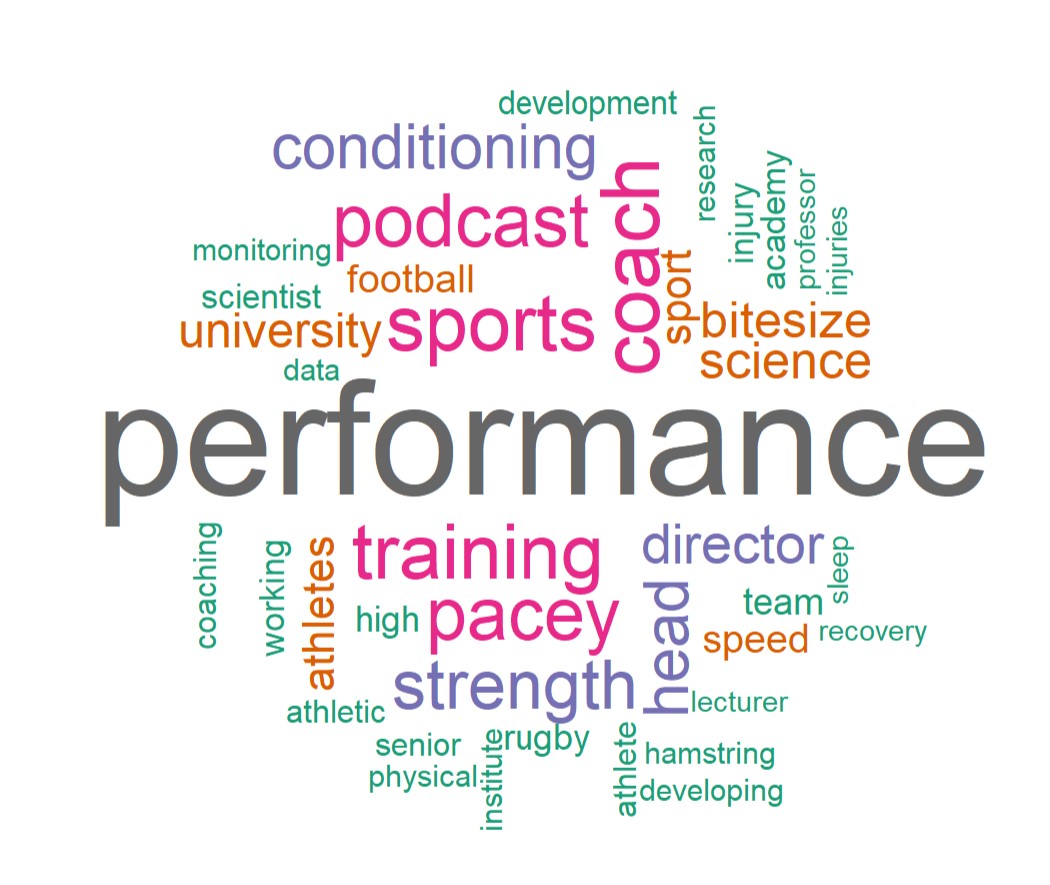 development
conditioning
coach
research
podcast
injury
academy
professor
injuries
monitoring
football
sport
scientist
university
sports
bitesize
science
data
performance
coaching
working
athletes
training
director
sleep
high
pacey
head
team
speed
recovery
strength
athletic
lecturer
senior
rugby
physical
institute
athlete
hamstring
developing